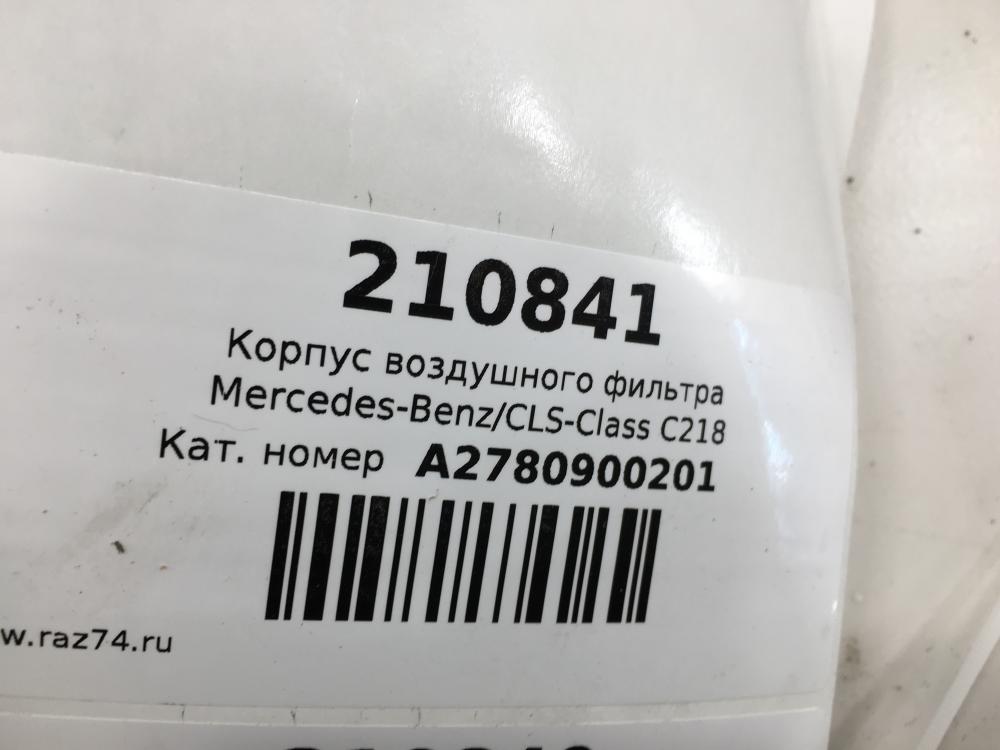 210841
Корпус воздушного фильтра
Mercedes-Benz/CLS-Class C218
Кат. номер A2780900201
w.raz74.ru